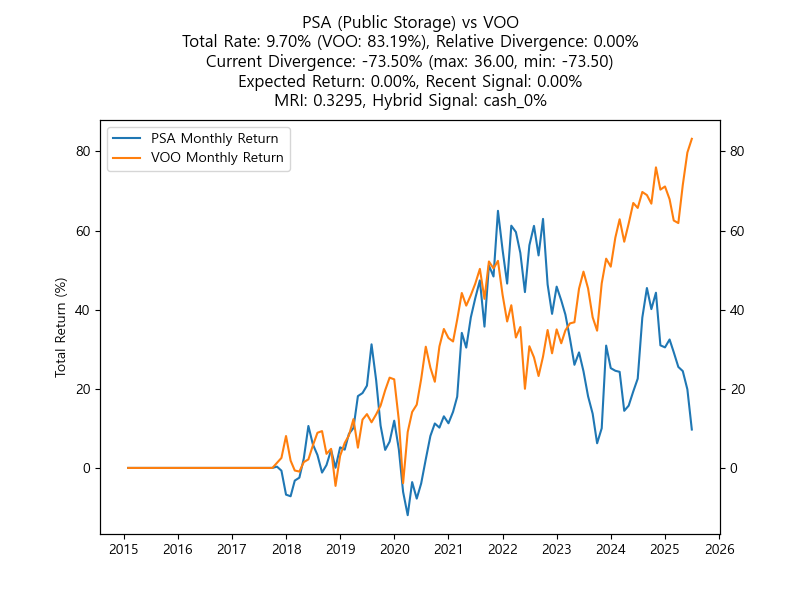 PSA (Public Storage) vs VOO
Total Rate: 9.70% (VOO: 83.19%), Relative Divergence: 0.00%
Current Divergence: -73.50% (max: 36.00, min: -73.50)
Expected Return: 0.00%, Recent Signal: 0.00%
MRI: 0.3295, Hybrid Signal: cash_0%
PSA Monthly Return
VOO Monthly Return
Total Return (%)
80
60
40
20
0
80
60
40
20
0
2015 2016 2017 2018 2019 2020 2021 2022 2023 2024 2025 2026